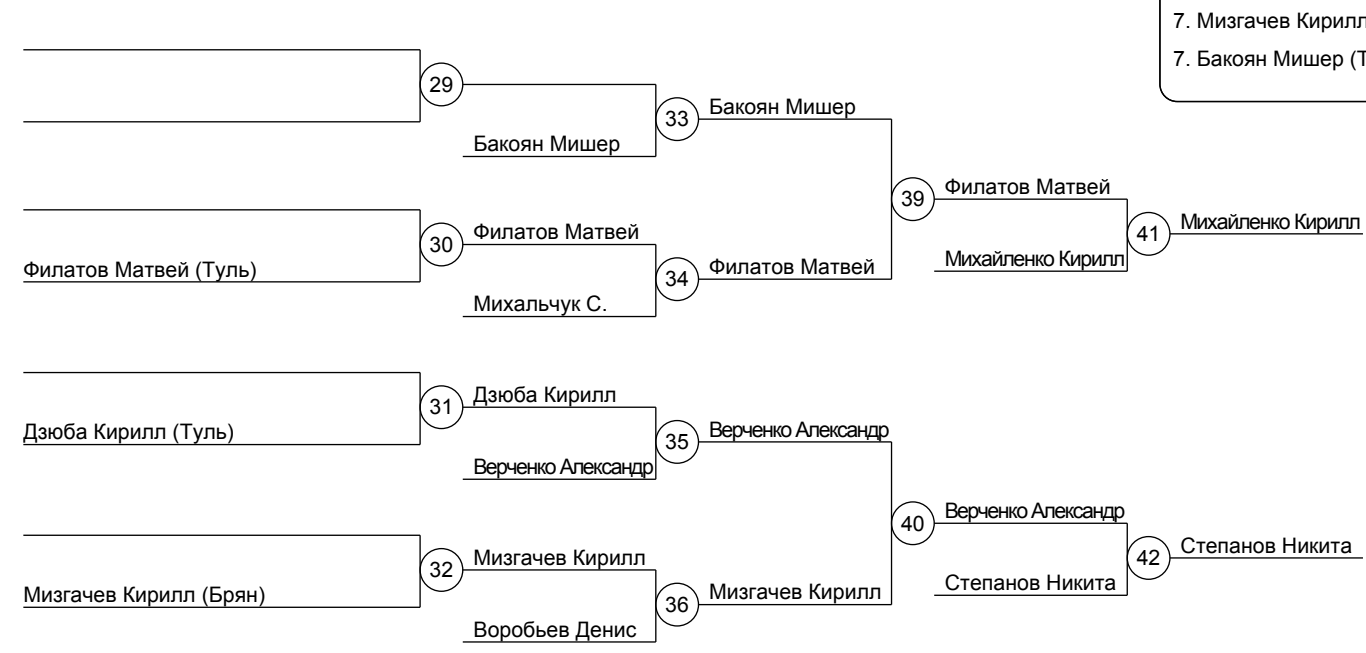 7. Мизгачев Кирилл
7. Бакоян Мишер (Т
29
33
Бакоян Мишер
Бакоян Мишер
39
Филатов Матвей
30
Филатов Матвей
41
Михайленко Кирилл
Филатов Матвей (Туль)
34
Филатов Матвей
Михайленко Кирилл
Михальчук С.
31
Дзюба Кирилл
Дзюба Кирилл (Туль)
35
Верченко Александр
Верченко Александр
40
Верченко Александр
32
Мизгачев Кирилл
42
Степанов Никита
Мизгачев Кирилл (Брян)
36
Мизгачев Кирилл
Степанов Никита
Воробьев Денис